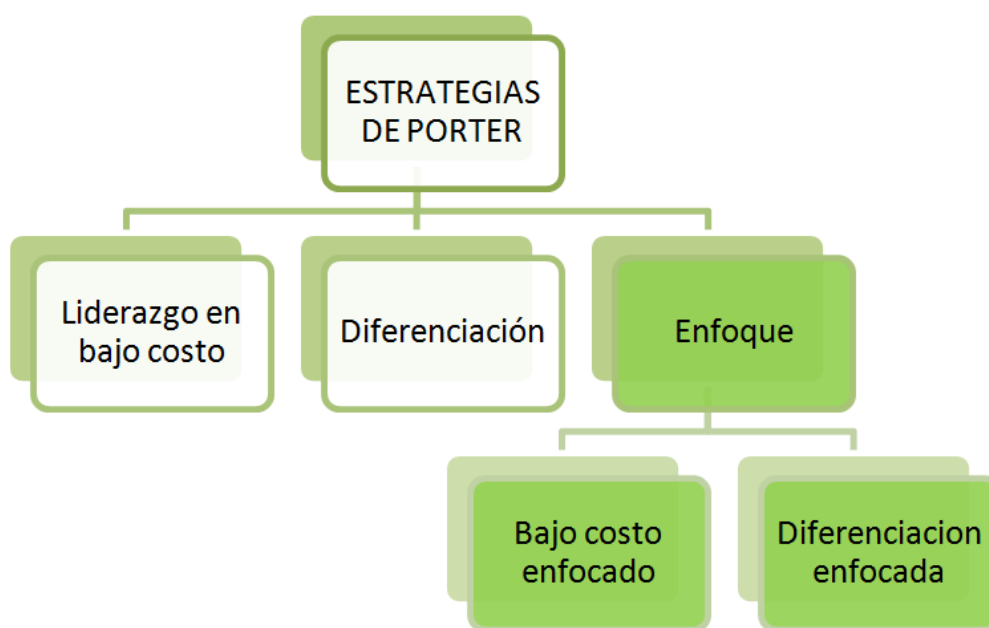 ESTRATEGIAS
DE PORTER
Liderazgo en
bajo costo
Diferenciación
Enfoque
Bajo costo
enfocado
Diferenciacion
enfocada